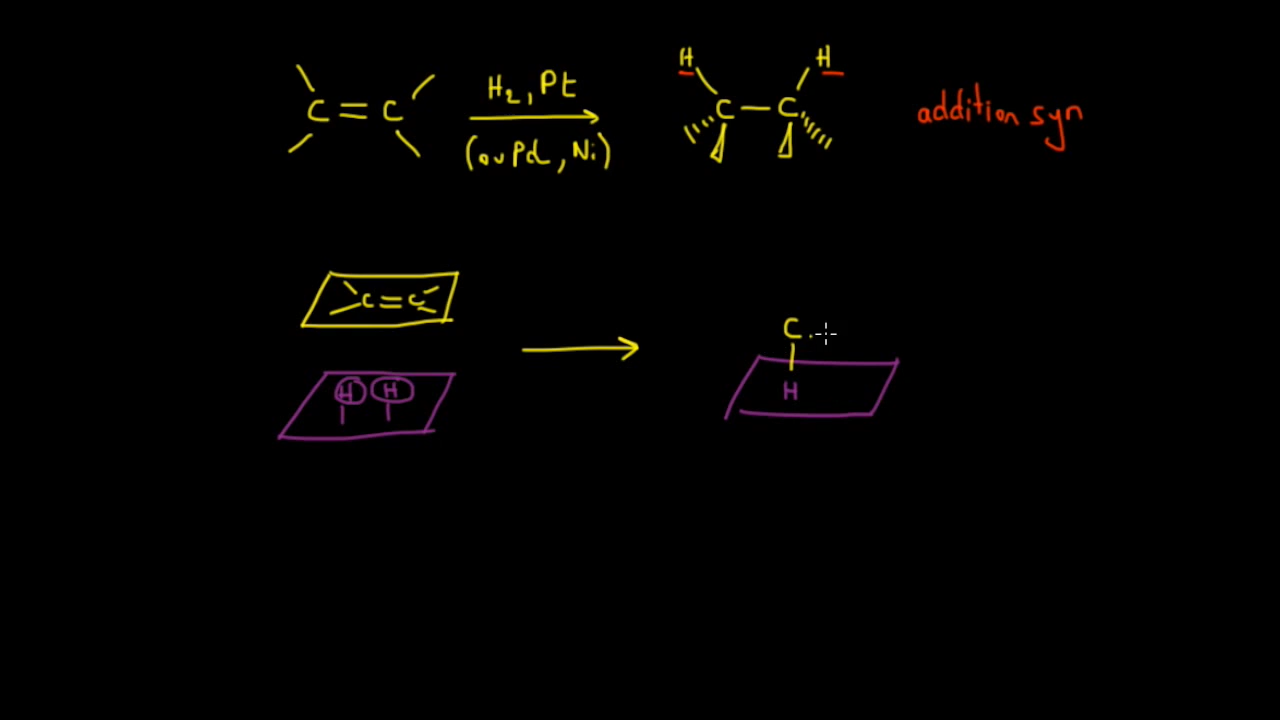 H₂, Pt
(ou Pd, Ni)
C = C
H H
C — C
addition syn
C = C
H H
C
H